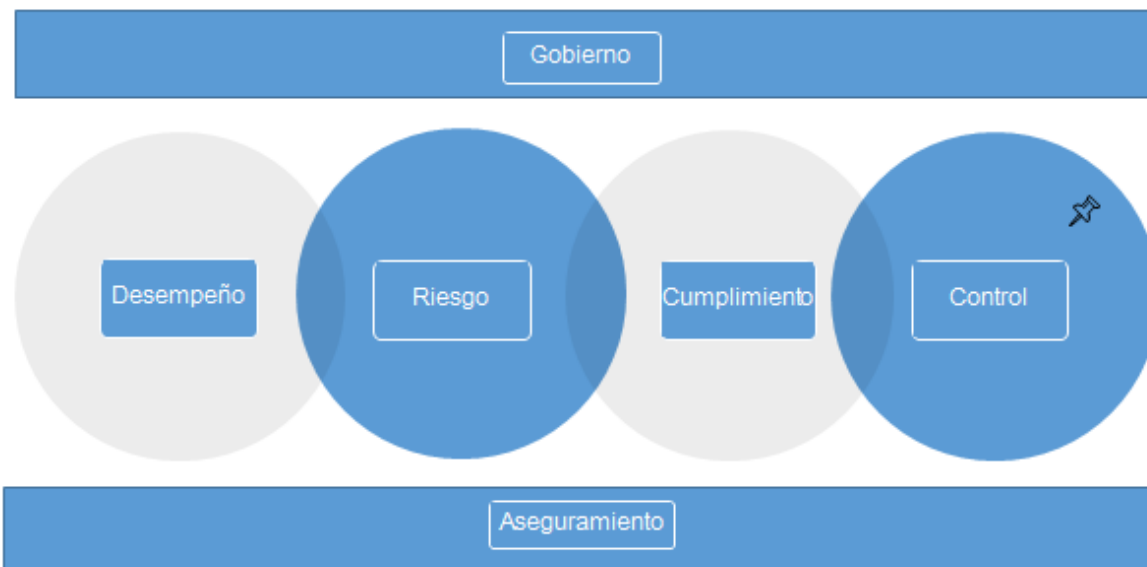 Gobierno
Desempeño
Riesgo
Cumplimiento
Control
Aseguramiento